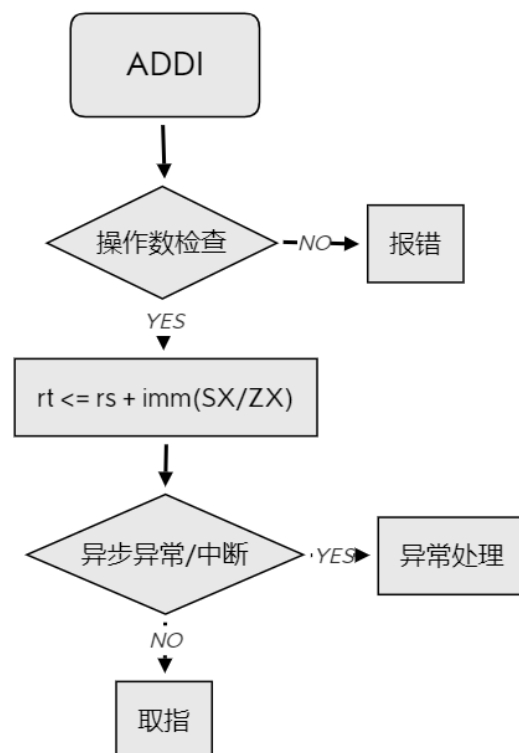 ADDI
操作数检查
NO
报错
YES
rt <= rs + imm(SX/ZX)
异步异常/中断
YES
异常处理
NO
取指